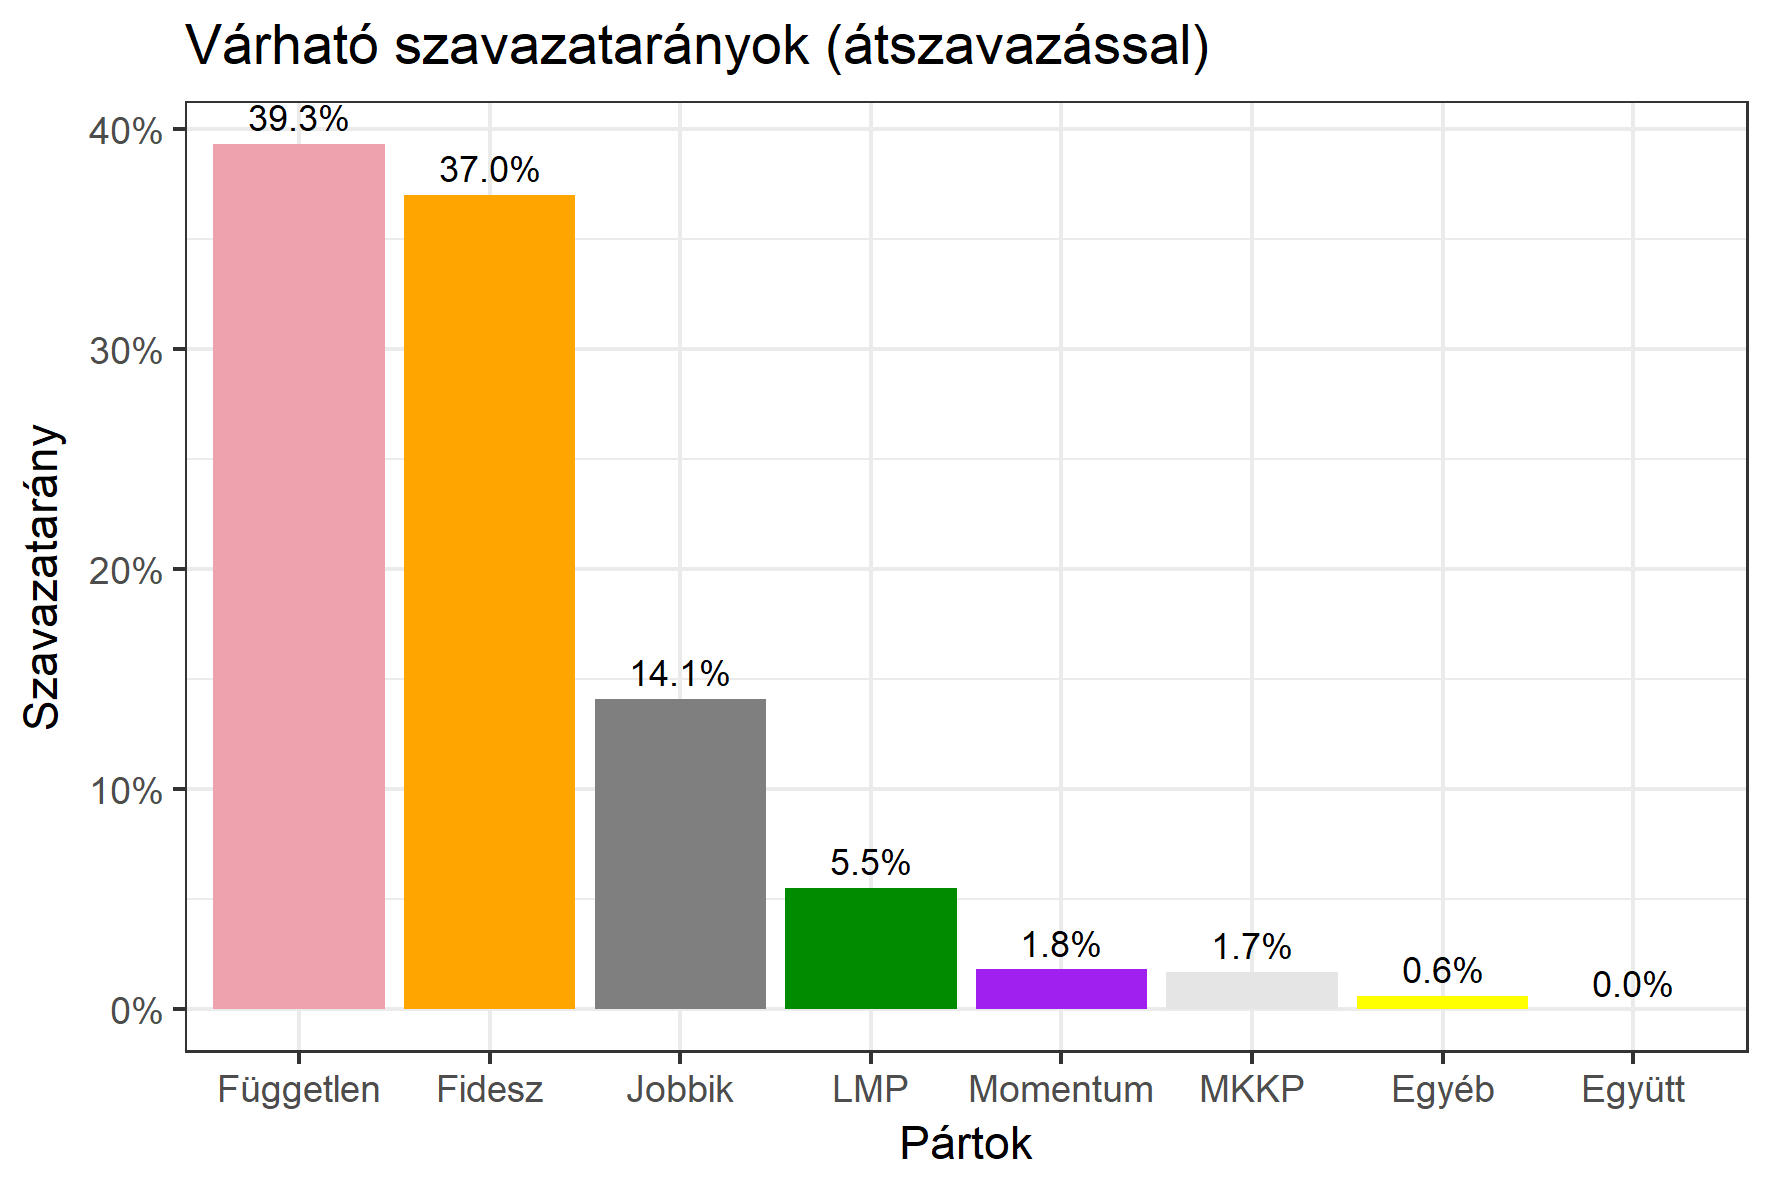 Várható szavazatarányok (átszavazással)
Szavazatarány
40%
30%
20%
10%
0%
39.3%
37.0%
14.1%
5.5%
1.8%
1.7%
0.6%
0.0%
Független
Fidesz
Jobbik
LMP
Momentum
MKKP
Egyéb
Együtt
Pártok